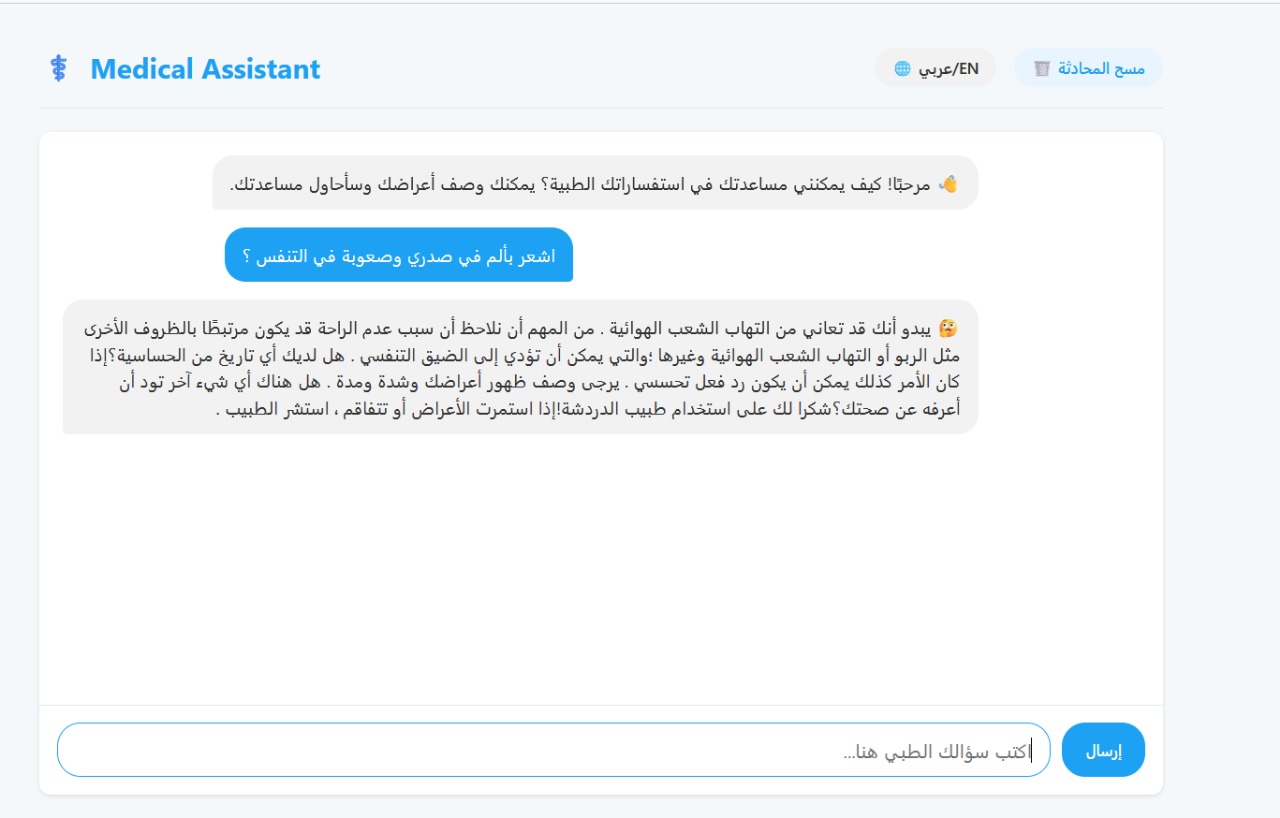 Medical Assistant
عربي/EN
مسح المحادثة
مرحبًا! كيف يمكنني مساعدتك في استفساراتك الطبية؟ يمكنك وصف أعراضك وسأحاول مساعدتك.
اشعر بألم في صدري وصعوبة في التنفس ؟
يبدو أنك قد تعاني من التهاب الشعب الهوائية . من المهم أن نلاحظ أن سبب عدم الراحة قد يكون مرتبطًا بالظروف الأخرى
مثل الربو أو التهاب الشعب الهوائية وغيرها ؛والتي يمكن أن تؤدي إلى الضيق التنفسي . هل لديك أي تاريخ من الحساسية؟إذا
كان الأمر كذلك يمكن أن يكون رد فعل تحسسي . يرجى وصف ظهور أعراضك وشدة ومدة . هل هناك أي شيء آخر تود أن
أعرفه عن صحتك؟شكرا لك على استخدام طبيب الدردشة!إذا استمرت الأعراض أو تتفاقم ، استشر الطبيب .
اكتب سؤالك الطبي هنا...
إرسال